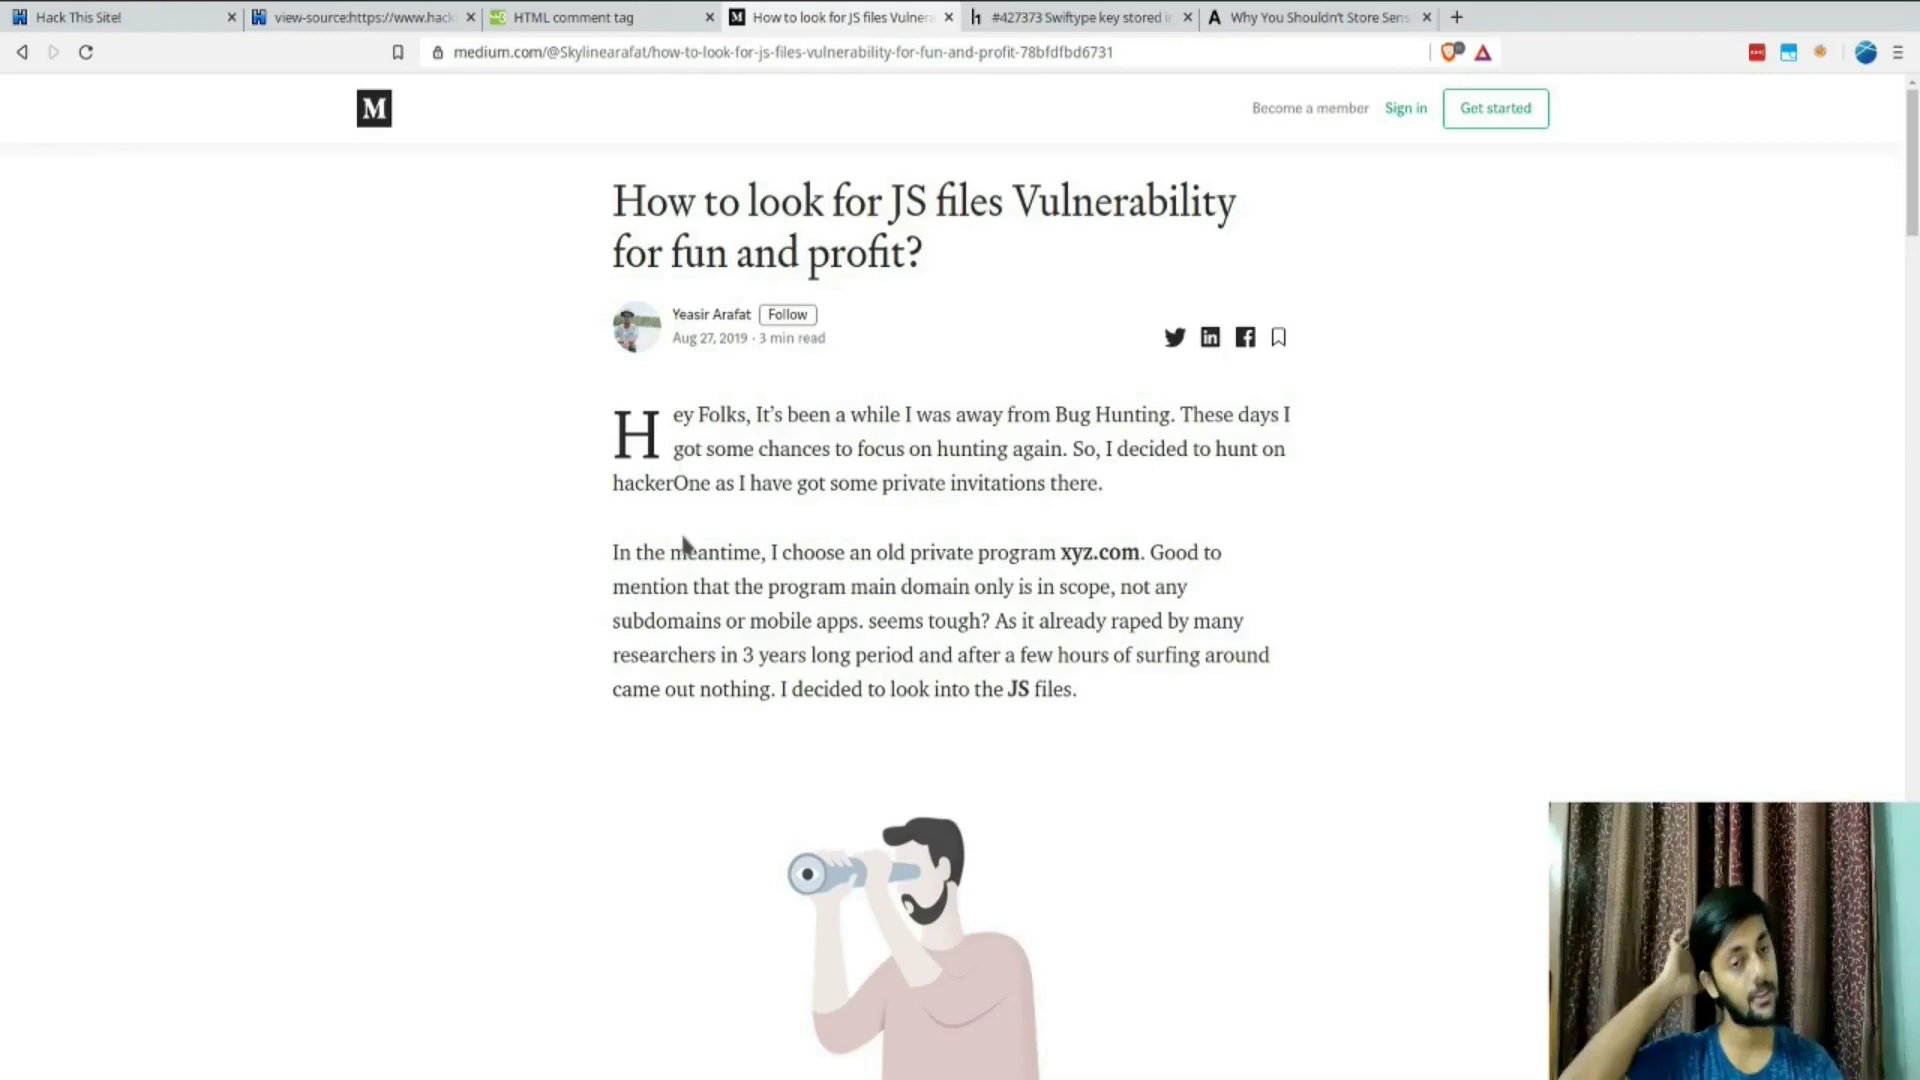 Hack This Site!
view-source:https://www.hack
HTML comment tag
How to look for JS files Vulnera
#427373 Swiftype key stored in
Why You Shouldn't Store Sens
medium.com/@Skylinearafat/how-to-look-for-js-files-vulnerability-for-fun-and-profit-78bfdfbd6731
M
Become a member
Sign in
Get started
How to look for JS files Vulnerability
for fun and profit?
Yeasir Arafat
Follow
Aug 27, 2019 · 3 min read
Hey Folks, It's been a while I was away from Bug Hunting. These days I
got some chances to focus on hunting again. So, I decided to hunt on
hackerOne as I have got some private invitations there.
In the meantime, I choose an old private program xyz.com. Good to
mention that the program main domain only is in scope, not any
subdomains or mobile apps. seems tough? As it already raped by many
researchers in 3 years long period and after a few hours of surfing around
came out nothing. I decided to look into the JS files.